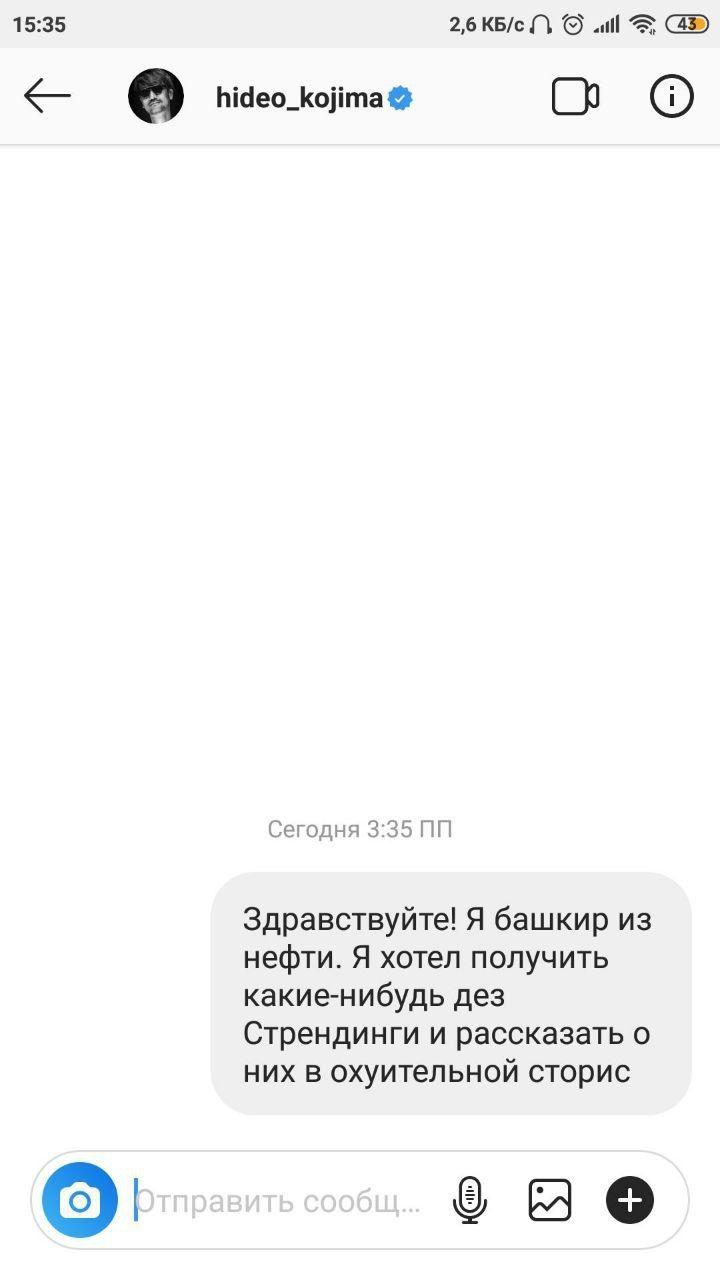 15:35 2,6 КБ/с 43
hideo_kojima
Сегодня 3:35 ПП
Здравствуйте! Я башкир из
нефти. Я хотел получить
какие-нибудь дез
Стрендинги и рассказать о
них в охуительной сторис
Отправить сообщ...